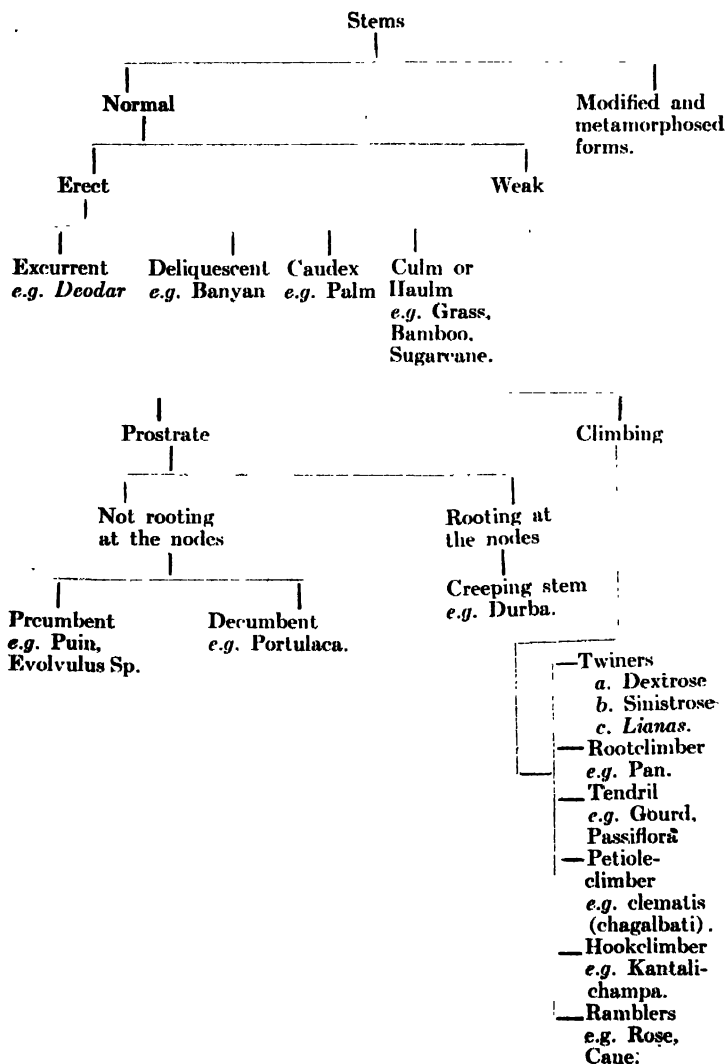 Stems
Normal
Modified and
metamorphosed
forms.
Erect
Weak
Excurrent
e.g. Deodar
Deliquescent
e.g. Banyan
Caudex
e.g. Palm
Culm or
Haulm
e.g. Grass,
Bamboo,
Sugarcane.
Prostrate
Climbing
Not rooting
at the nodes
Rooting at
the nodes
Prcumbent
e.g. Puin,
Evolvulus Sp.
Decumbent
e.g. Portulaca.
Creeping stem
e.g. Durba.
Twiners
a. Dextrose
b. Sinistrose
c. Lianas.
Rootclimber
e.g. Pan.
Tendril
e.g. Gourd,
Passiflora
Petiole-
climber
e.g. clematis
(chagalbati).
Hookclimber
e.g. Kantali-
champa.
Ramblers
e.g. Rose,
Cane;